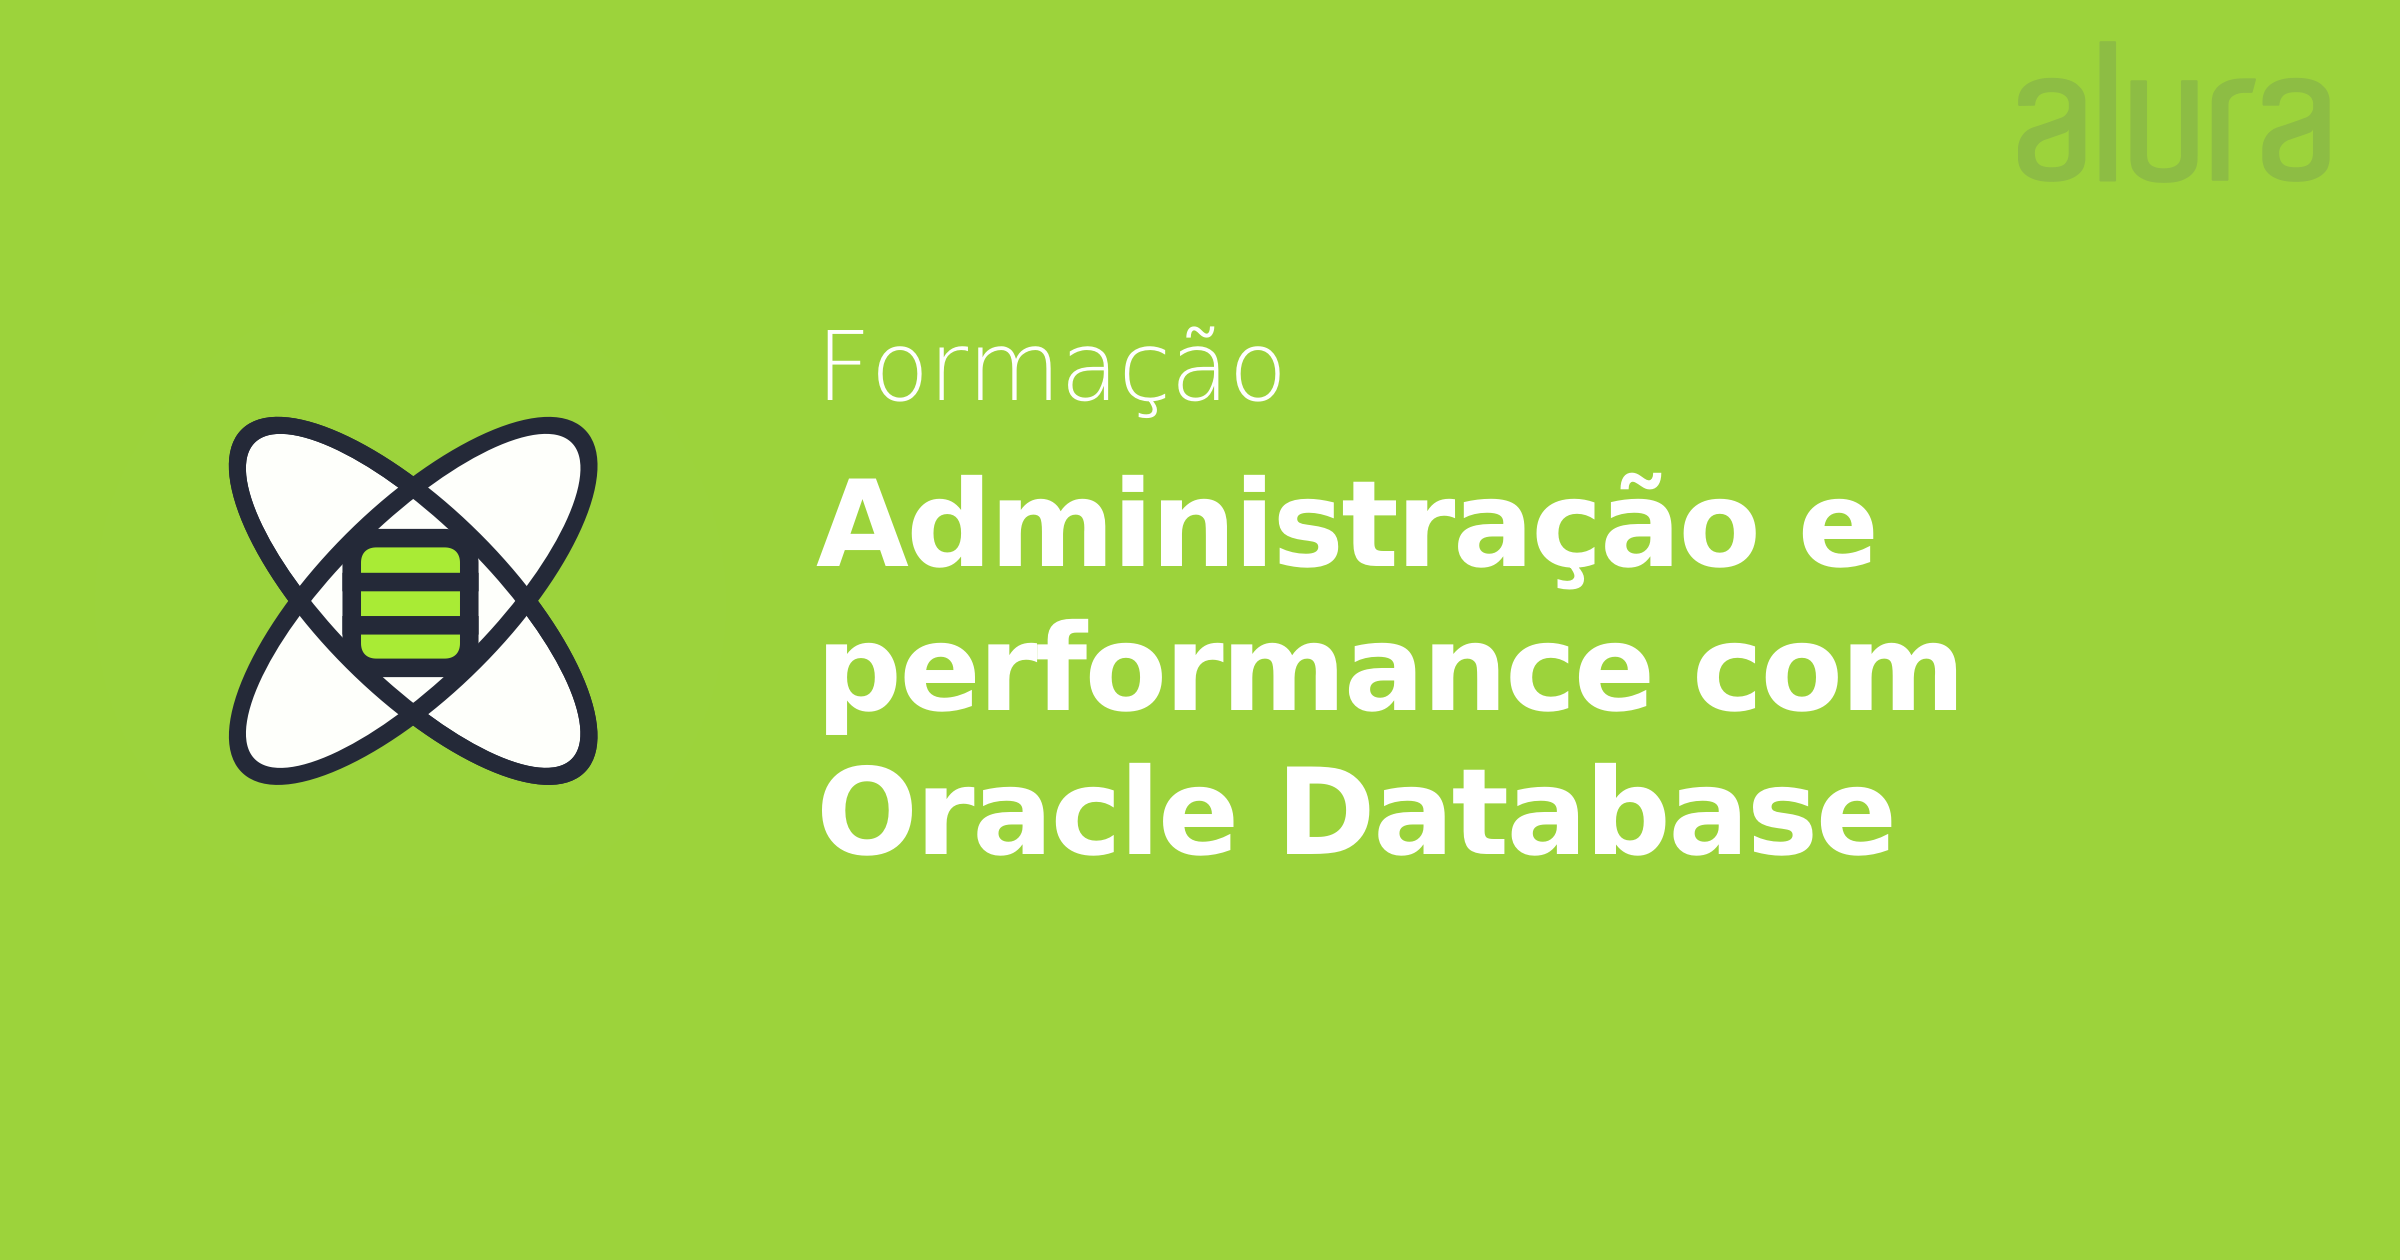 alura
Formação
Administração e
performance com
Oracle Database